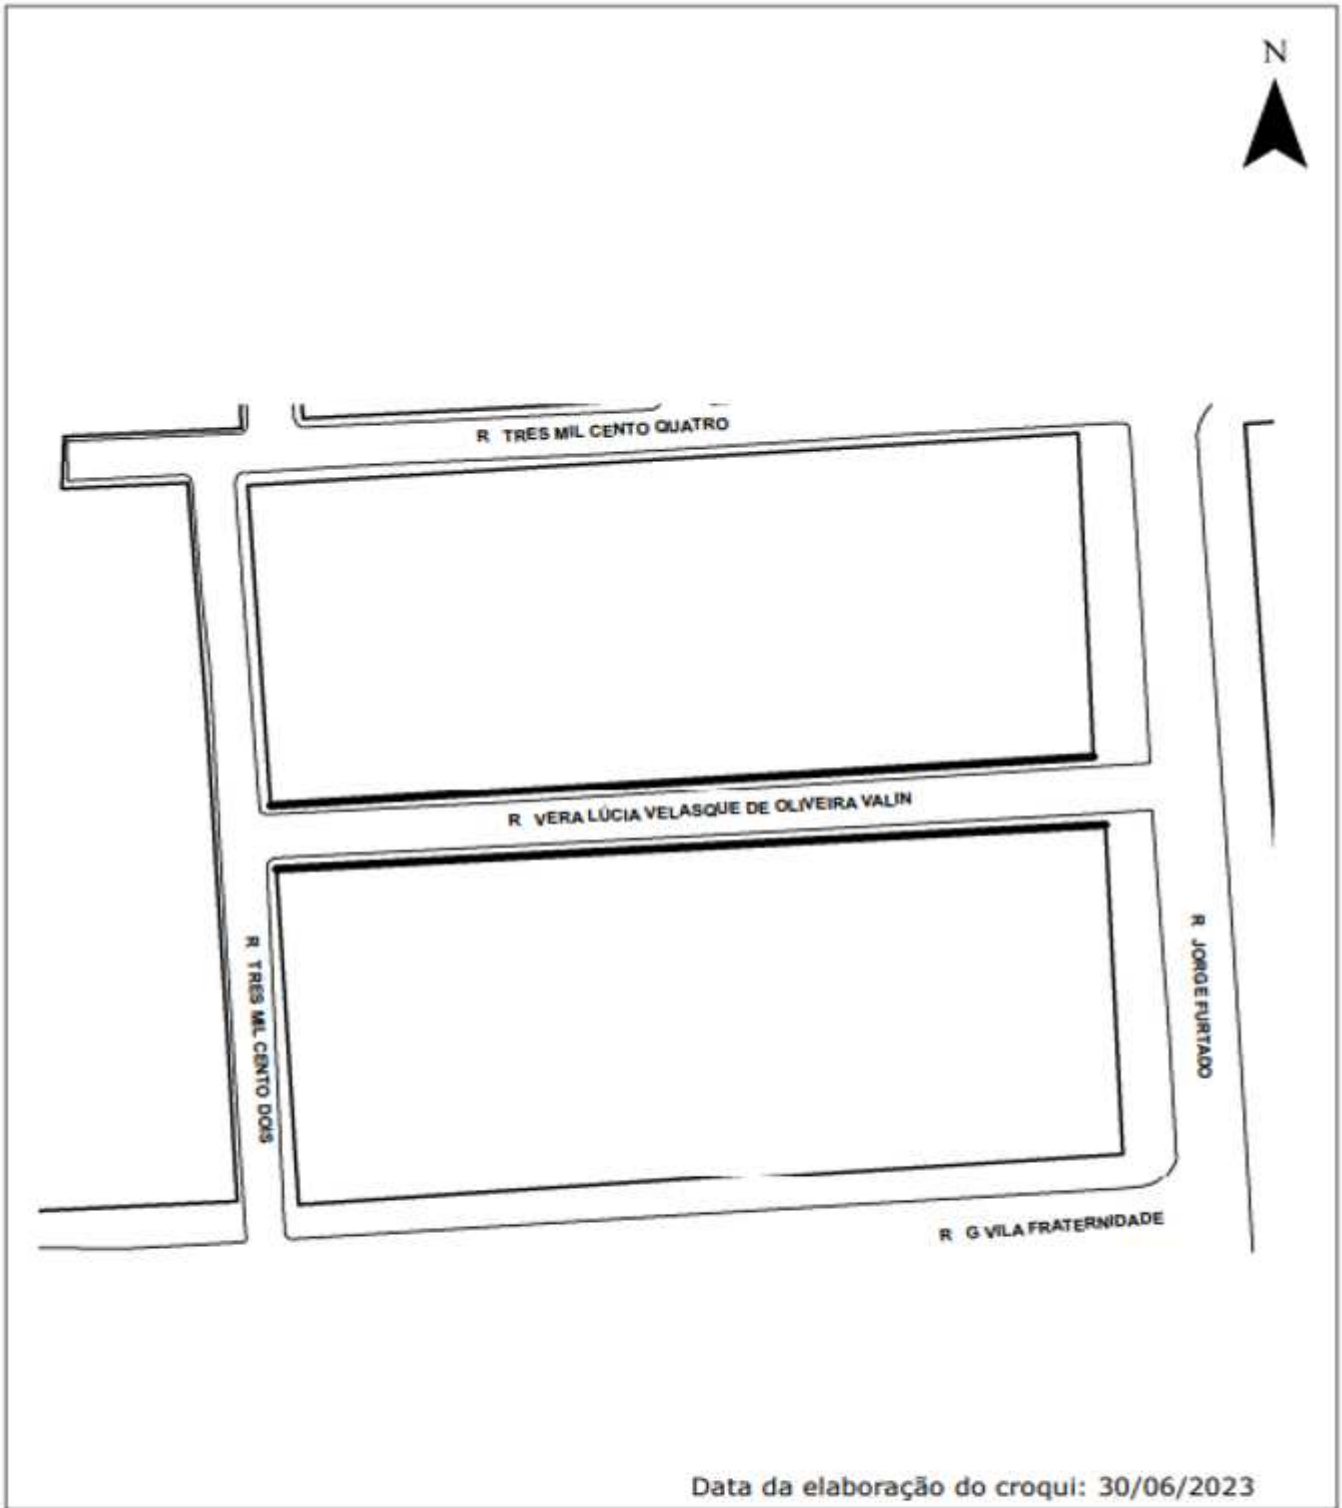 N
R TRES MIL CENTO QUATRO
R VERA LÚCIA VELASQUE DE OLIVEIRA VALIN
R TRES MIL CENTO DOIS
R JORGE FURTADO
R G VILA FRATERNIDADE
Data da elaboração do croqui: 30/06/2023